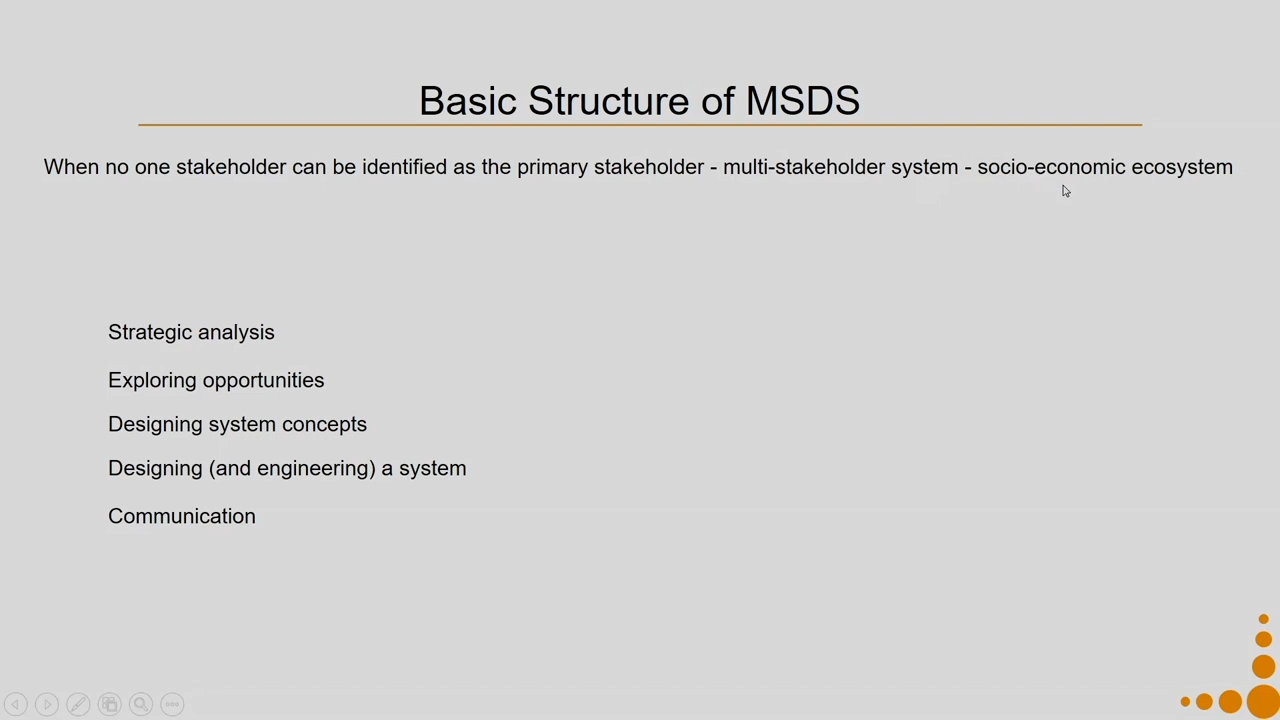 Basic Structure of MSDS
When no one stakeholder can be identified as the primary stakeholder - multi-stakeholder system - socio-economic ecosystem
Strategic analysis
Exploring opportunities
Designing system concepts
Designing (and engineering) a system
Communication